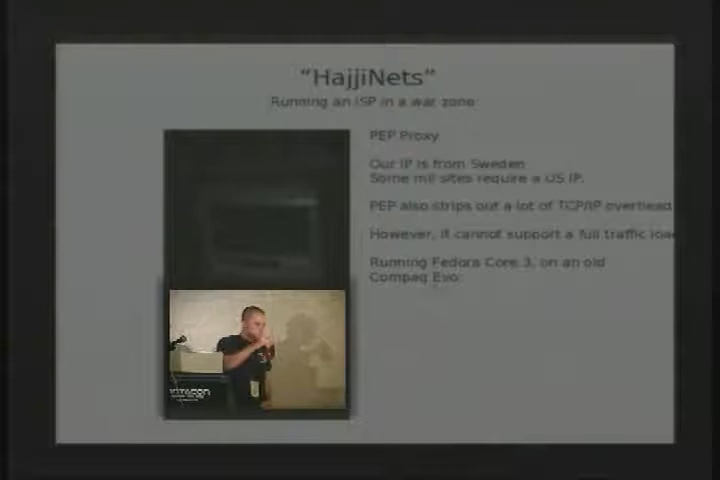 “HajjiNets”
Running an ISP in a war zone
PEP Proxy
Our IP is from Sweden
Some mil sites require a US IP.
PEP also strips out a lot of TCP/IP overhead
However, it cannot support a full traffic
Running Fedora Core 3, on an old
Compaq Evo.